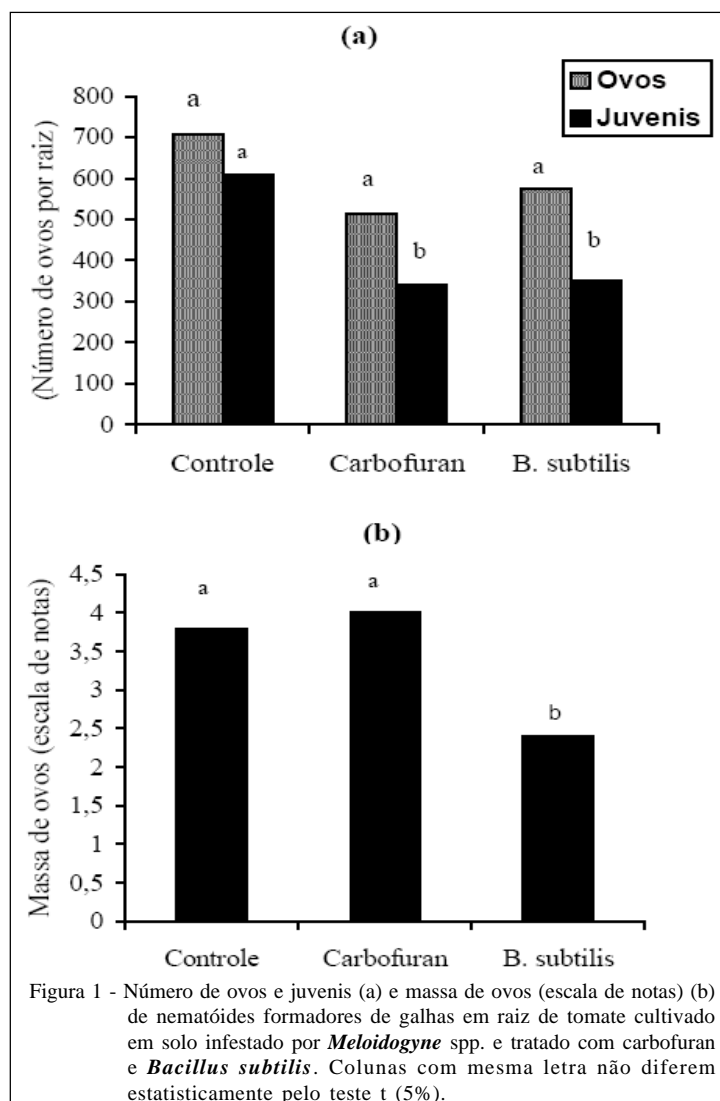 (a)
Ovos
Juvenis
(Número de ovos por raiz)
800
700
600
500
400
300
200
100
0
a
a
a
b
a
b
Controle Carbofuran B. subtilis
(b)
Massa de ovos (escala de notas)
4,5
4
3,5
3
2,5
2
1,5
1
0,5
0
a
a
b
Controle Carbofuran B. subtilis
Figura 1 - Número de ovos e juvenis (a) e massa de ovos (escala de notas) (b)
de nematóides formadores de galhas em raiz de tomate cultivado
em solo infestado por Meloidogyne spp. e tratado com carbofuran
e Bacillus subtilis. Colunas com mesma letra não diferem
estatisticamente pelo teste t (5%).